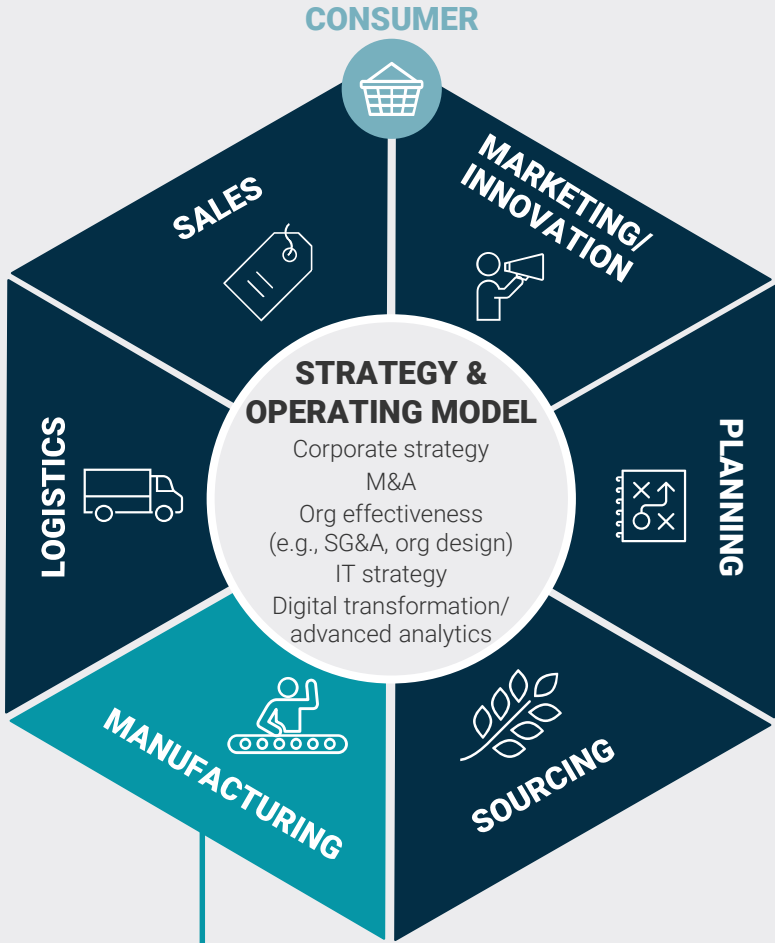 CONSUMER
SALES
MARKETING/
INNOVATION
STRATEGY &
OPERATING MODEL
Corporate strategy
M&A
Org effectiveness
(e.g., SG&A, org design)
IT strategy
Digital transformation/
advanced analytics
LOGISTICS
PLANNING
MANUFACTURING
SOURCING